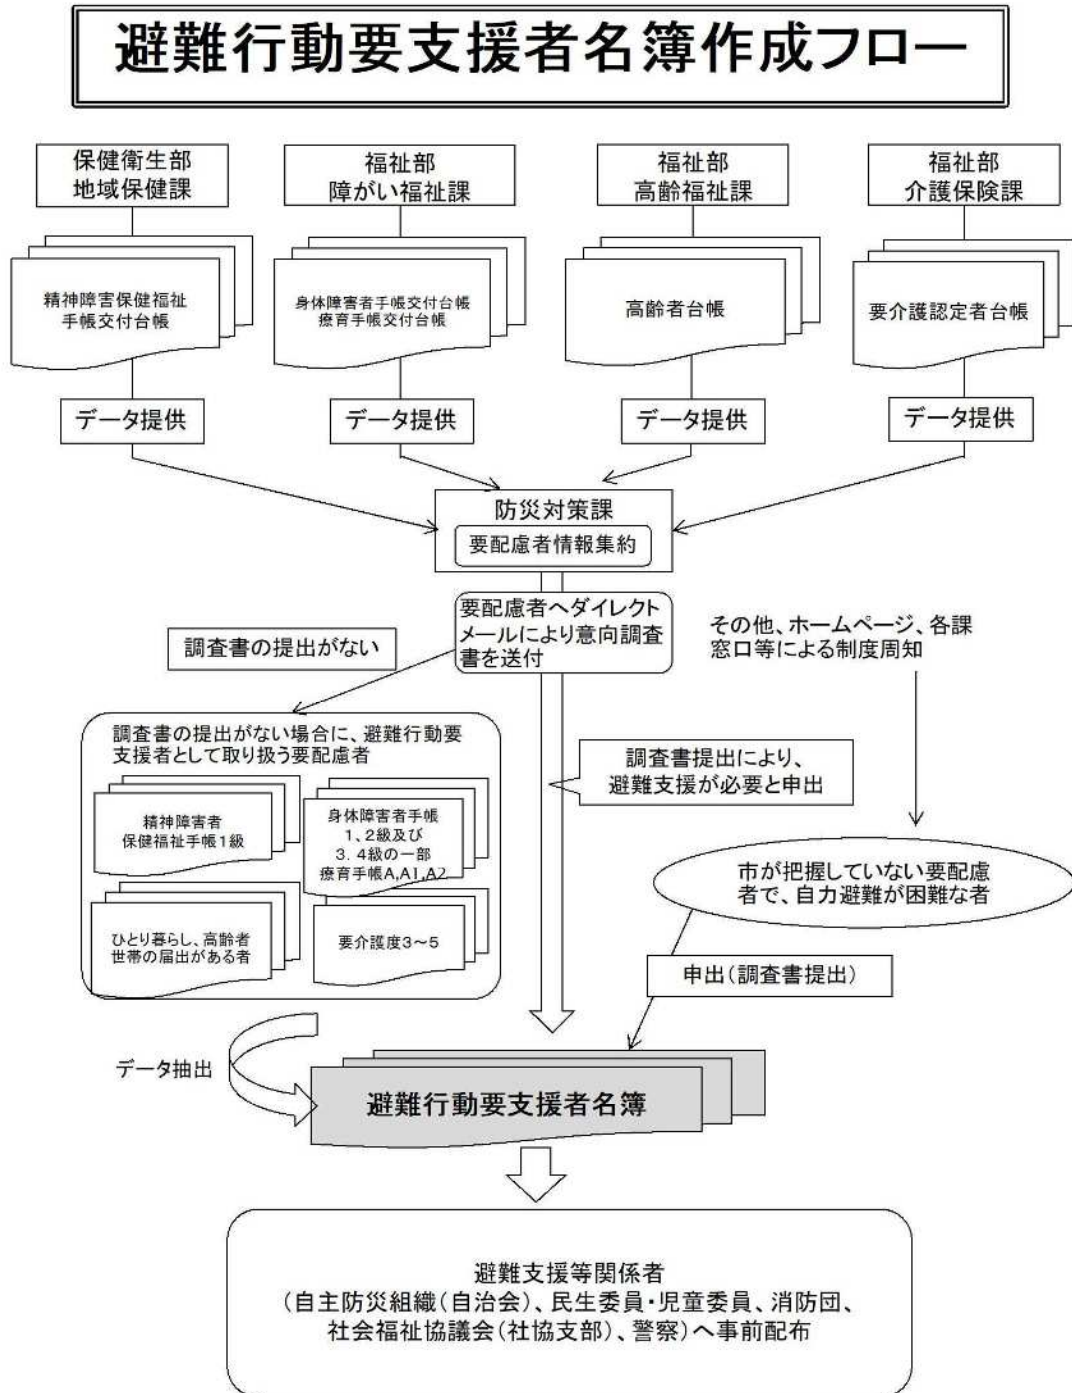 避難行動要支援者名簿作成フロー
保健衛生部
地域保健課
福祉部
障がい福祉課
福祉部
高齢福祉課
福祉部
介護保険課
精神障害保健福祉
手帳交付台帳
身体障害者手帳交付台帳
療育手帳交付台帳
高齢者台帳
要介護認定者台帳
データ提供
データ提供
データ提供
データ提供
防災対策課
要配慮者情報集約
要配慮者へダイレクト
メールにより意向調査
書を送付
調査書の提出がない
その他、ホームページ、各課
窓口等による制度周知
調査書の提出がない場合に、避難行動要
支援者として取り扱う要配慮者
精神障害者
保健福祉手帳1級
身体障害者手帳
1、2級及び
3．4級の一部
療育手帳A,A1,A2
ひとり暮らし、高齢者
世帯の届出がある者
要介護度3～5
調査書提出により、
避難支援が必要と申出
市が把握していない要配慮
者で、自力避難が困難な者
申出(調査書提出)
データ抽出
避難行動要支援者名簿
避難支援等関係者
(自主防災組織(自治会)、民生委員・児童委員、消防団、
社会福祉協議会(社協支部)、警察)へ事前配布